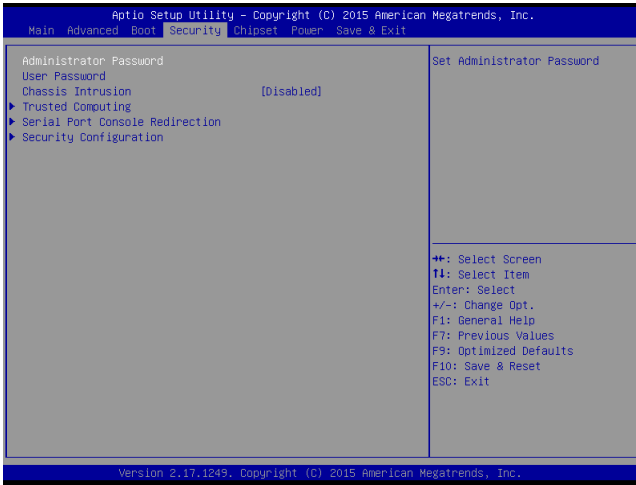 Aptio Setup Utility – Copyright (C) 2015 American Megatrends, Inc.
Main Advanced Boot Security Chipset Power Save & Exit
Administrator Password
User Password
Chassis Intrusion [Disabled]
▶ Trusted Computing
▶ Serial Port Console Redirection
▶ Security Configuration
Set Administrator Password
→←: Select Screen
↑↓: Select Item
Enter: Select
+/-: Change Opt.
F1: General Help
F7: Previous Values
F9: Optimized Defaults
F10: Save & Reset
ESC: Exit
Version 2.17.1249. Copyright (C) 2015 American Megatrends, Inc.